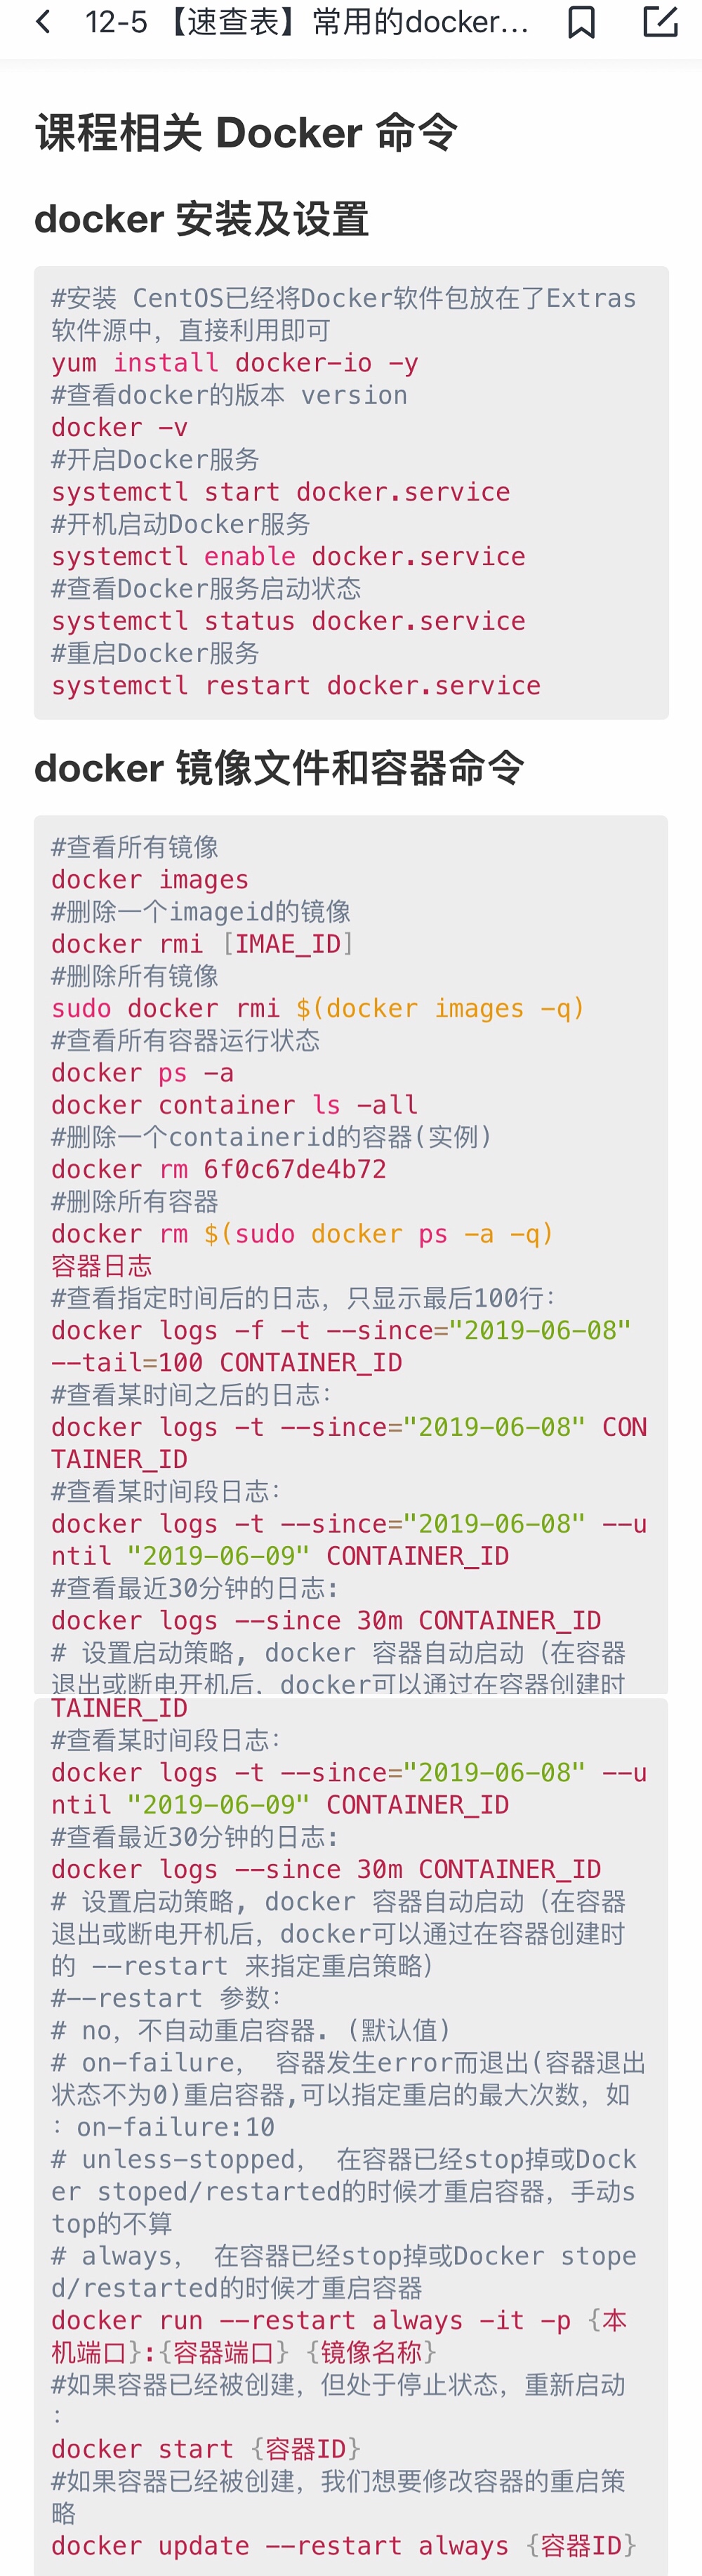 12-5 【速查表】常用的docker...
课程相关 Docker 命令
docker 安装及设置
#安装 CentOS已经将Docker软件包放在了Extras
软件源中，直接利用即可
yum install docker-io -y
#查看docker的版本 version
docker -v
#开启Docker服务
systemctl start docker.service
#开机启动Docker服务
systemctl enable docker.service
#查看Docker服务启动状态
systemctl status docker.service
#重启Docker服务
systemctl restart docker.service
docker 镜像文件和容器命令
#查看所有镜像
docker images
#删除一个imageid的镜像
docker rmi [IMAE_ID]
#删除所有镜像
sudo docker rmi $(docker images -q)
#查看所有容器运行状态
docker ps -a
docker container ls -all
#删除一个containerid的容器(实例)
docker rm 6f0c67de4b72
#删除所有容器
docker rm $(sudo docker ps -a -q)
容器日志
#查看指定时间后的日志，只显示最后100行：
docker logs -f -t --since="2019-06-08"
--tail=100 CONTAINER_ID
#查看某时间之后的日志：
docker logs -t --since="2019-06-08" CON
TAINER_ID
#查看某时间段日志：
docker logs -t --since="2019-06-08" --u
ntil "2019-06-09" CONTAINER_ID
#查看最近30分钟的日志:
docker logs --since 30m CONTAINER_ID
# 设置启动策略, docker 容器自动启动（在容器
退出或断电开机后，docker可以通过在容器创建时
TAINER_ID
#查看某时间段日志：
docker logs -t --since="2019-06-08" --u
ntil "2019-06-09" CONTAINER_ID
#查看最近30分钟的日志:
docker logs --since 30m CONTAINER_ID
# 设置启动策略, docker 容器自动启动（在容器
退出或断电开机后，docker可以通过在容器创建时
的 --restart 来指定重启策略）
#--restart 参数：
# no，不自动重启容器. (默认值)
# on-failure， 容器发生error而退出(容器退出
状态不为0)重启容器,可以指定重启的最大次数，如
：on-failure:10
# unless-stopped， 在容器已经stop掉或Dock
er stoped/restarted的时候才重启容器，手动s
top的不算
# always， 在容器已经stop掉或Docker stope
d/restarted的时候才重启容器
docker run --restart always -it -p {本
机端口}:{容器端口} {镜像名称}
#如果容器已经被创建，但处于停止状态，重新启动
：
docker start {容器ID}
#如果容器已经被创建，我们想要修改容器的重启策
略
docker update --restart always {容器ID}